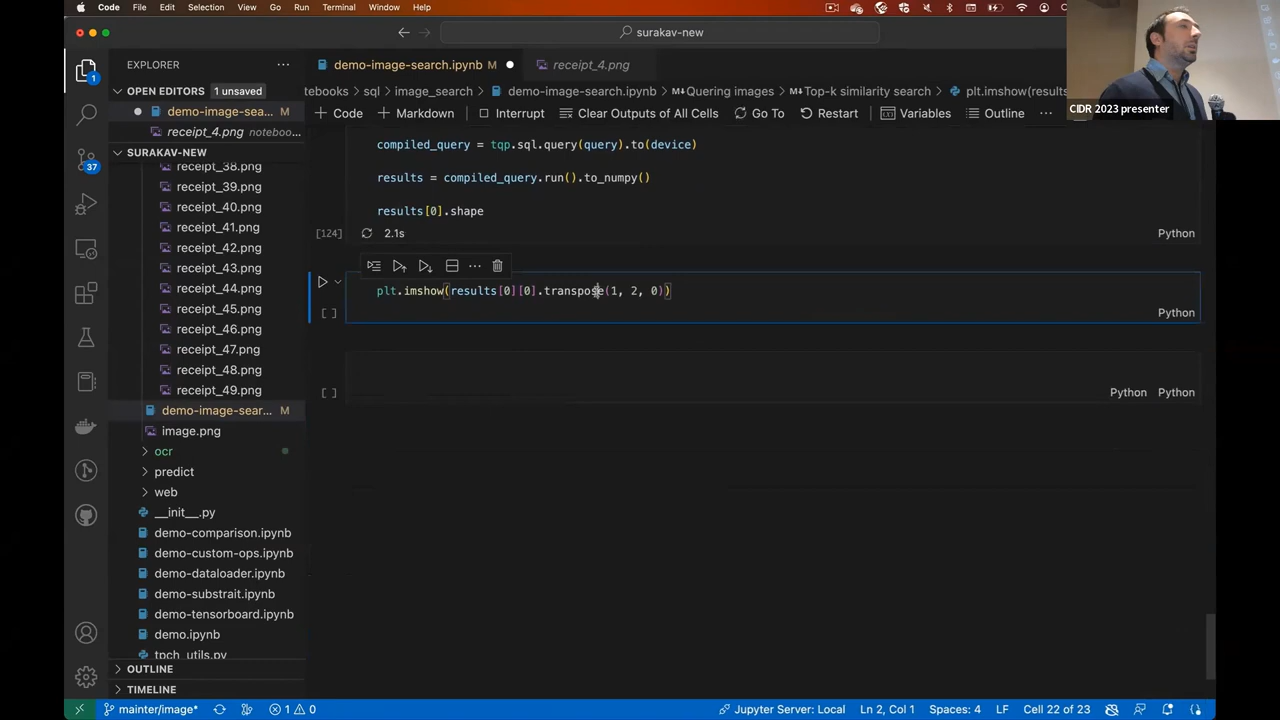 Code File Edit Selection View Go Run Terminal Window Help
surakav-new
EXPLORER
demo-image-search.ipynb M
receipt_4.png
OPEN EDITORS 1 unsaved
tebooks > sql > image_search > demo-image-search.ipynb > Quering images > Top-k similarity search > plt.imshow(results
CIDR 2023 presenter
demo-image-sea... M
Code Markdown Interrupt Clear Outputs of All Cells Go To Restart Variables Outline
receipt_4.png noteboo...
SURAKAV-NEW
37
1
receipt_38.png
receipt_39.png
receipt_40.png
receipt_41.png
receipt_42.png
receipt_43.png
receipt_44.png
receipt_45.png
receipt_46.png
receipt_47.png
receipt_48.png
receipt_49.png
demo-image-sear... M
image.png
ocr
predict
web
__init__.py
demo-comparison.ipynb
demo-custom-ops.ipynb
demo-dataloader.ipynb
demo-substrait.ipynb
demo-tensorboard.ipynb
demo.ipynb
tpch_utils.py
OUTLINE
TIMELINE
compiled_query = tqp.sql.query(query).to(device)
results = compiled_query.run().to_numpy()
results[0].shape
[124] 2.1s Python
plt.imshow(results[0][0].transpose(1, 2, 0))
[ ] Python
[ ] Python Python
mainter/image* 1 0 Jupyter Server: Local Ln 2, Col 1 Spaces: 4 LF Cell 22 of 23